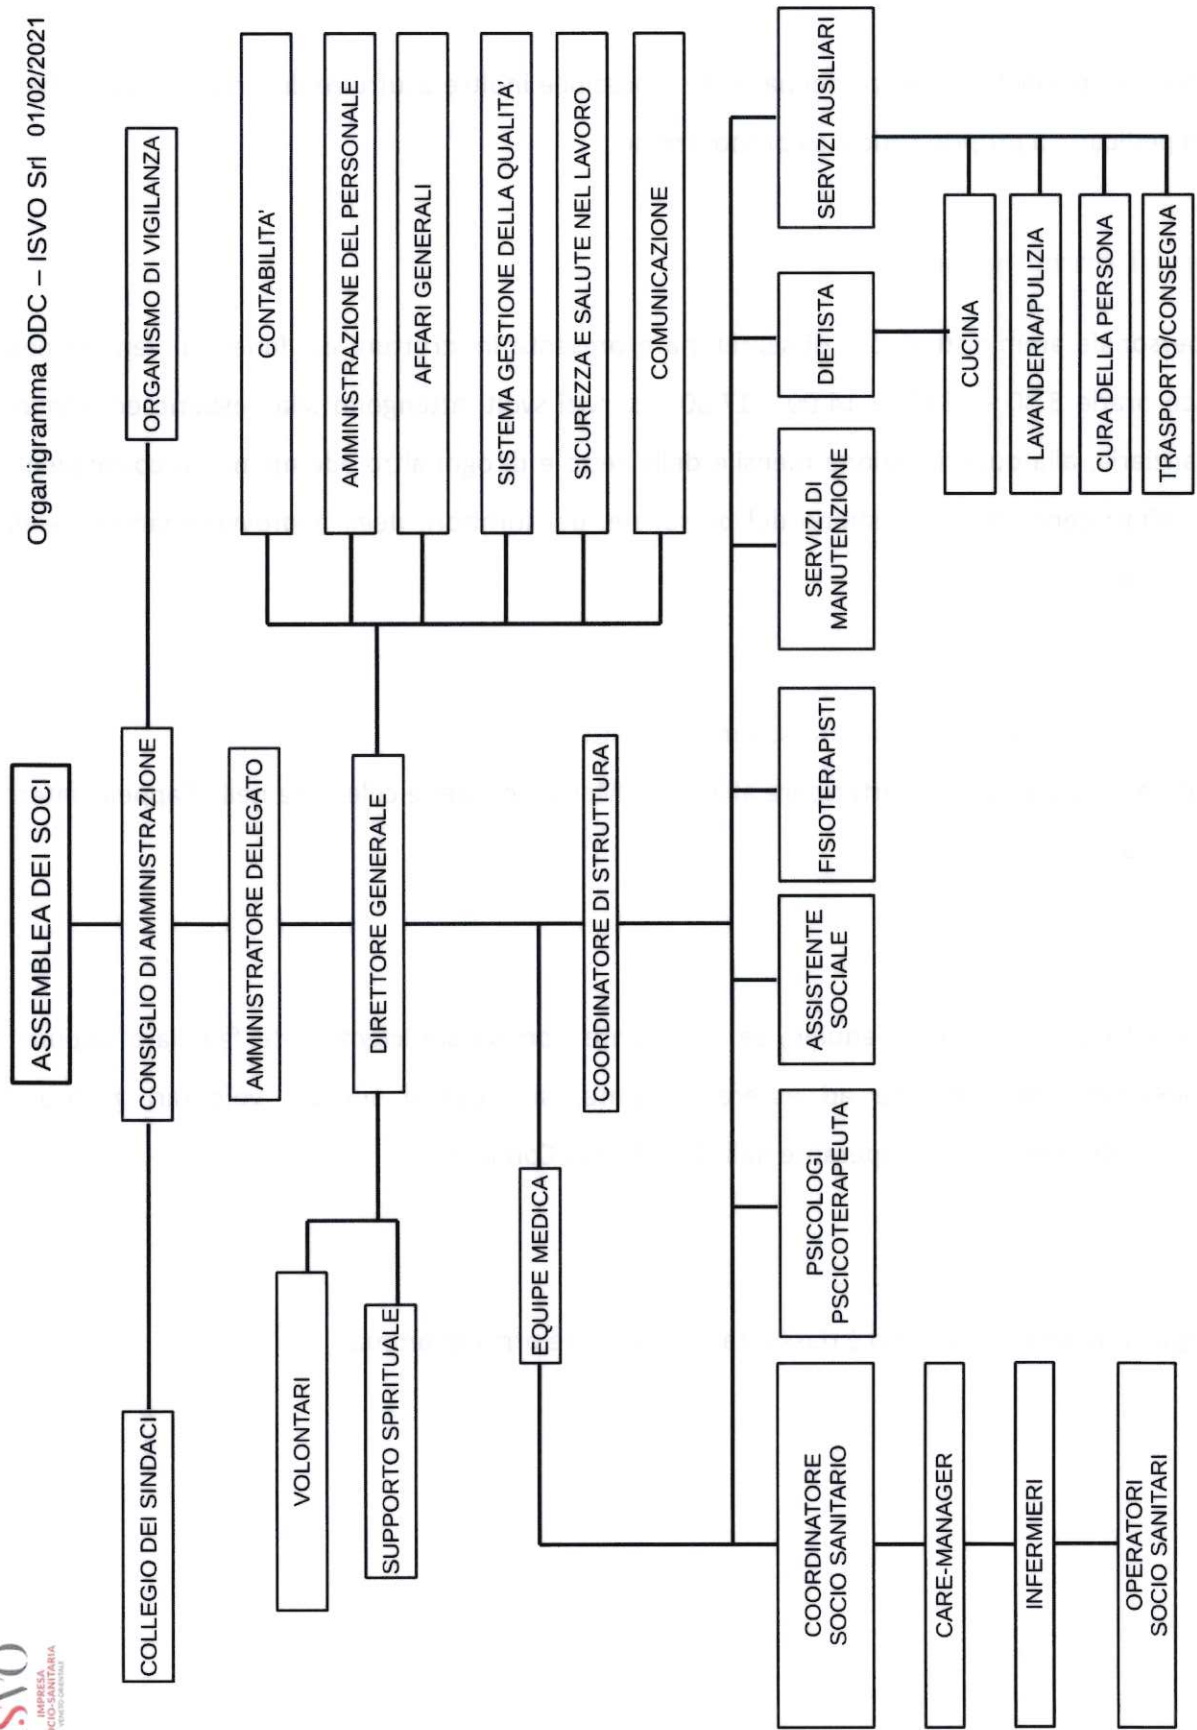 SVO
IMPRESA
OCIO-SANITARIA
VENETO ORIENTALE
Organigramma ODC – ISVO Srl 01/02/2021
ASSEMBLEA DEI SOCI
COLLEGIO DEI SINDACI
CONSIGLIO DI AMMINISTRAZIONE
ORGANISMO DI VIGILANZA
AMMINISTRATORE DELEGATO
DIRETTORE GENERALE
CONTABILITA'
AMMINISTRAZIONE DEL PERSONALE
AFFARI GENERALI
SISTEMA GESTIONE DELLA QUALITA'
SICUREZZA E SALUTE NEL LAVORO
COMUNICAZIONE
VOLONTARI
SUPPORTO SPIRITUALE
EQUIPE MEDICA
COORDINATORE DI STRUTTURA
COORDINATORE
SOCIO SANITARIO
PSICOLOGI
PSCICOTERAPEUTA
ASSISTENTE
SOCIALE
FISIOTERAPISTI
SERVIZI DI
MANUTENZIONE
DIETISTA
SERVIZI AUSILIARI
CARE-MANAGER
INFERMIERI
OPERATORI
SOCIO SANITARI
CUCINA
LAVANDERIA/PULIZIA
CURA DELLA PERSONA
TRASPORTO/CONSEGNA